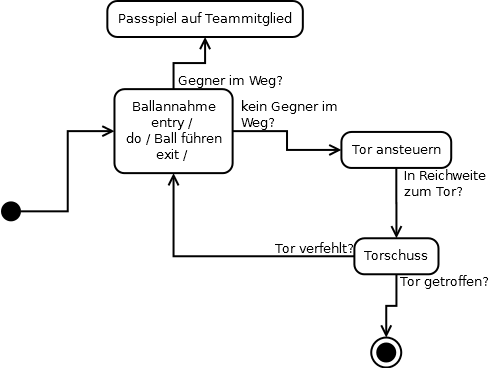 Passspiel auf Teammitglied
Gegner im Weg?
Ballannahme
entry /
do / Ball führen
exit /
kein Gegner im
Weg?
Tor ansteuern
In Reichweite
zum Tor?
Tor verfehlt?
Torschuss
Tor getroffen?